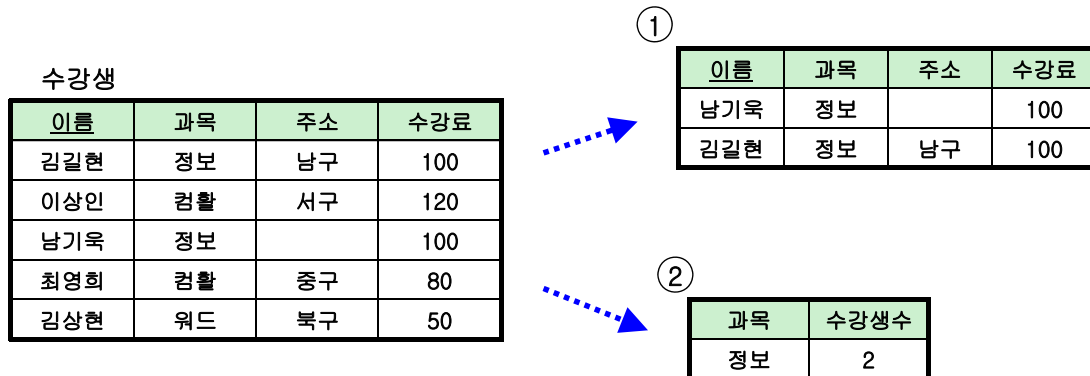 수강생
이름 과목 주소 수강료
김길현 정보 남구 100
이상인 컴활 서구 120
남기욱 정보 100
최영희 컴활 중구 80
김상현 워드 북구 50
①
이름 과목 주소 수강료
남기욱 정보 100
김길현 정보 남구 100
②
과목 수강생수
정보 2